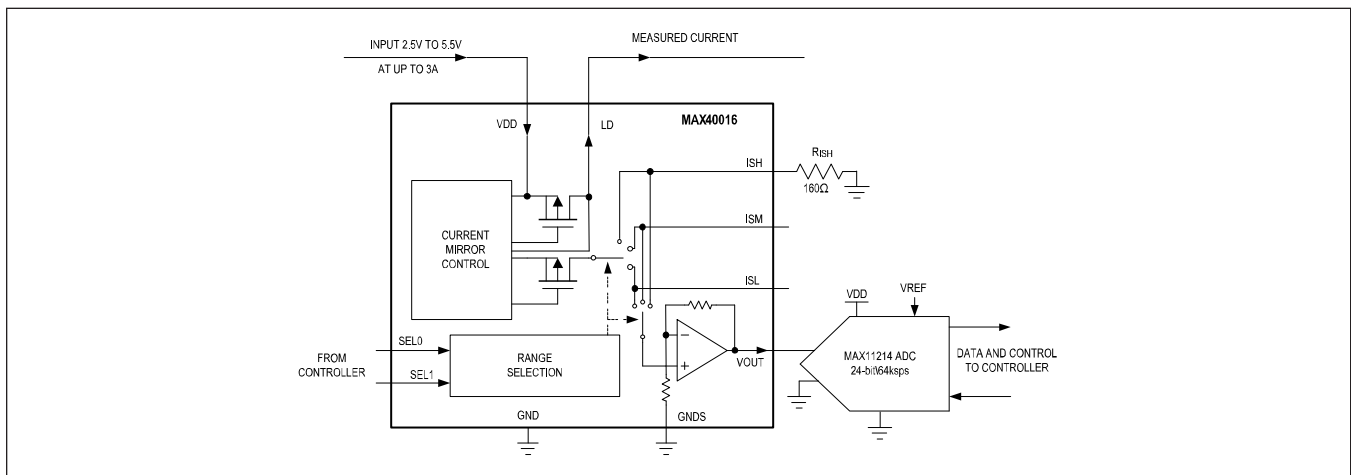 INPUT 2.5V TO 5.5V
AT UP TO 3A
MEASURED CURRENT
MAX40016
VDD
LD
ISH
RISH
160Ω
ISM
ISL
CURRENT
MIRROR
CONTROL
VDD
VREF
SEL0
FROM
CONTROLLER
SEL1
RANGE
SELECTION
−
+
VOUT
MAX11214 ADC
24-bit\64ksps
DATA AND CONTROL
TO CONTROLLER
GND
GNDS